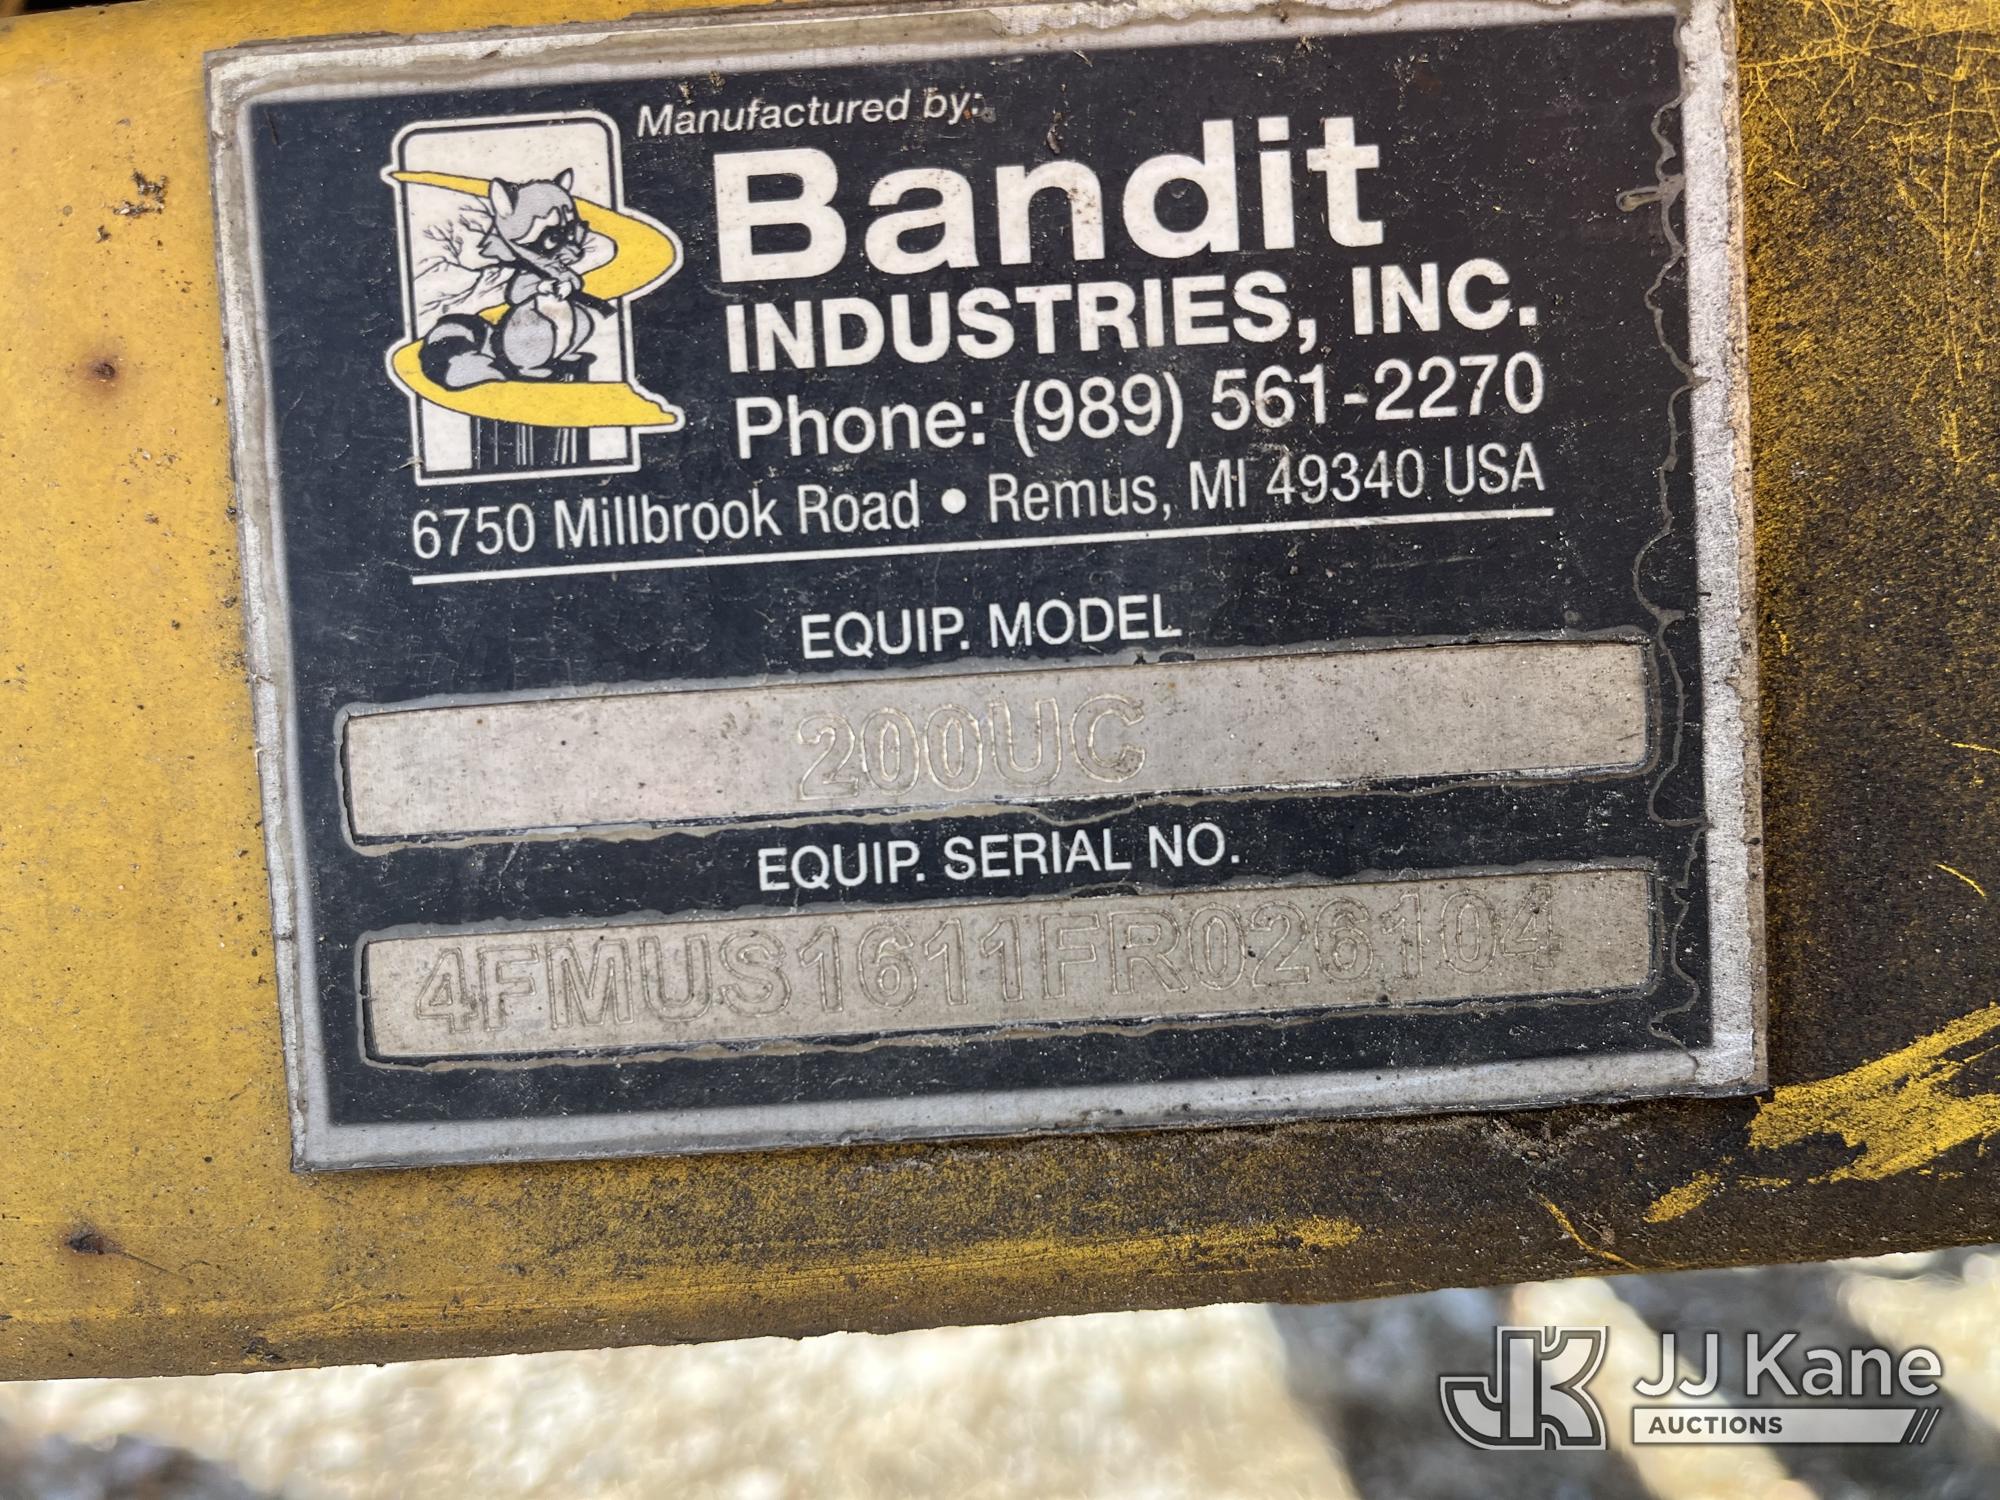 Manufactured by:
Bandit
INDUSTRIES, INC.
Phone: (989) 561-2270
6750 Millbrook Road • Remus, MI 49340 USA
EQUIP. MODEL
200UC
EQUIP. SERIAL NO.
4FMUS1611FR026104
JK JJ Kane
AUCTIONS